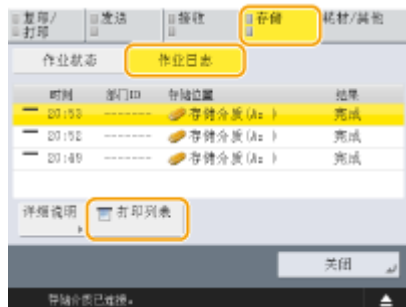 复印/打印 发送 接收 存储 耗材/其他
作业状态 作业日志
时间 部门ID 存储位置 结果
20:53 -------- 存储介质(A: ) 完成
20:52 -------- 存储介质(A: ) 完成
20:49 -------- 存储介质(A: ) 完成
详细说明 打印列表
关闭
存储介质已连接。